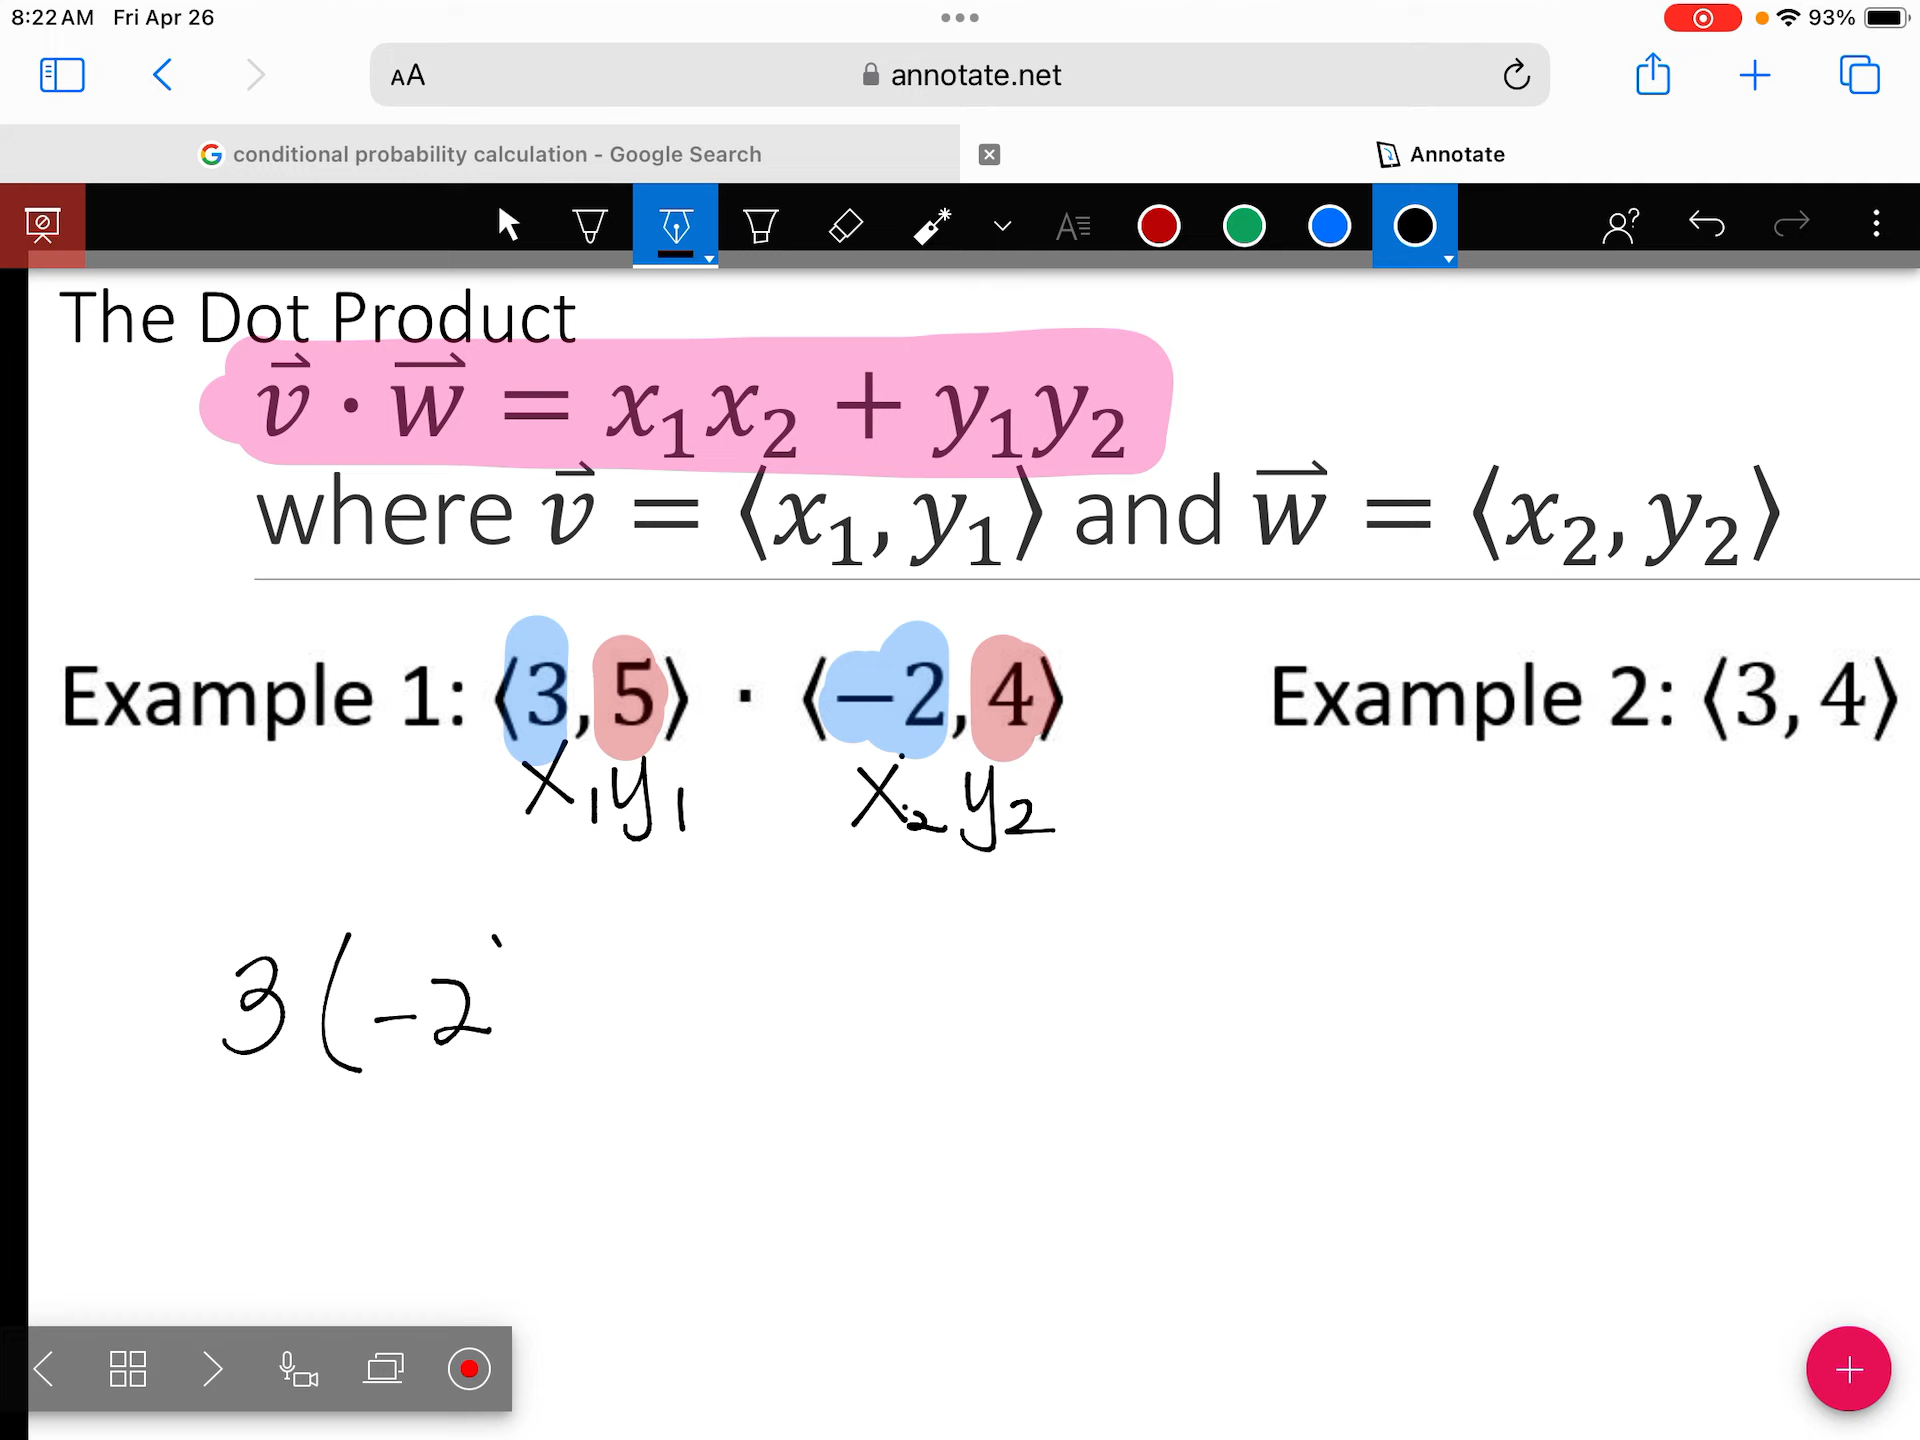 8:22 AM Fri Apr 26 93%
AA annotate.net
conditional probability calculation - Google Search Annotate
The Dot Product
v⃗ · w⃗ = x₁x₂ + y₁y₂
where v⃗ = ⟨x₁, y₁⟩ and w⃗ = ⟨x₂, y₂⟩
Example 1: ⟨3, 5⟩ · ⟨−2, 4⟩ Example 2: ⟨3, 4⟩
x₁ y₁ x₂ y₂
3(-2